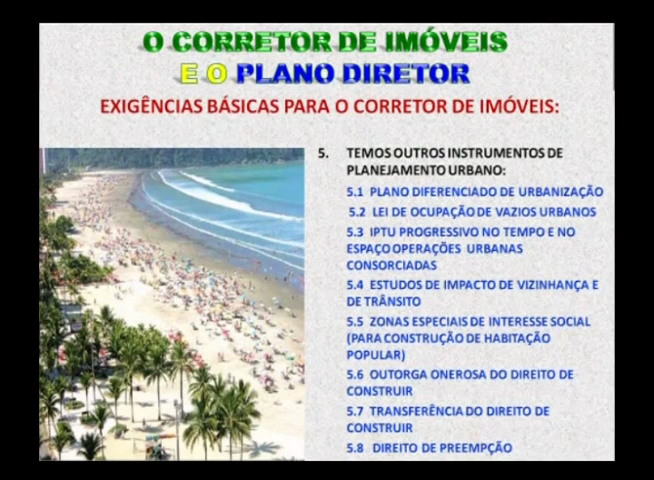 O CORRETOR DE IMÓVEIS
E O PLANO DIRETOR
EXIGÊNCIAS BÁSICAS PARA O CORRETOR DE IMÓVEIS:
5. TEMOS OUTROS INSTRUMENTOS DE
PLANEJAMENTO URBANO:
5.1 PLANO DIFERENCIADO DE URBANIZAÇÃO
5.2 LEI DE OCUPAÇÃO DE VAZIOS URBANOS
5.3 IPTU PROGRESSIVO NO TEMPO E NO
ESPAÇO OPERAÇÕES URBANAS
CONSORCIADAS
5.4 ESTUDOS DE IMPACTO DE VIZINHANÇA E
DE TRÂNSITO
5.5 ZONAS ESPECIAIS DE INTERESSE SOCIAL
(PARA CONSTRUÇÃO DE HABITAÇÃO
POPULAR)
5.6 OUTORGA ONEROSA DO DIREITO DE
CONSTRUIR
5.7 TRANSFERÊNCIA DO DIREITO DE
CONSTRUIR
5.8 DIREITO DE PREEMPÇÃO